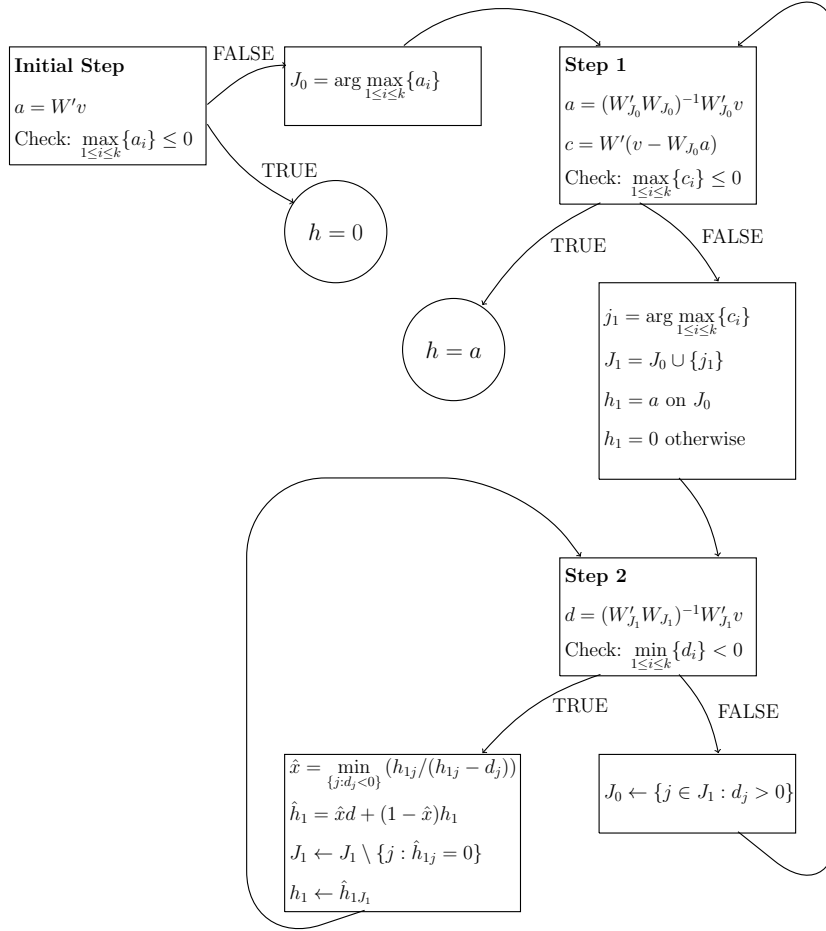 Initial Step
a = W′v
Check: max_{1≤i≤k}{a_i} ≤ 0
FALSE
J_0 = arg max_{1≤i≤k}{a_i}
TRUE
h = 0
Step 1
a = (W′_{J_0}W_{J_0})^{−1}W′_{J_0}v
c = W′(v − W_{J_0}a)
Check: max_{1≤i≤k}{c_i} ≤ 0
TRUE
FALSE
h = a
j_1 = arg max_{1≤i≤k}{c_i}
J_1 = J_0 ∪ {j_1}
h_1 = a on J_0
h_1 = 0 otherwise
Step 2
d = (W′_{J_1}W_{J_1})^{−1}W′_{J_1}v
Check: min_{1≤i≤k}{d_i} < 0
TRUE
FALSE
x̂ = min_{{j:d_j<0}}(h_{1j}/(h_{1j} − d_j))
ĥ_1 = x̂d + (1 − x̂)h_1
J_1 ← J_1 \ {j : ĥ_{1j} = 0}
h_1 ← ĥ_{1J_1}
J_0 ← {j ∈ J_1 : d_j > 0}